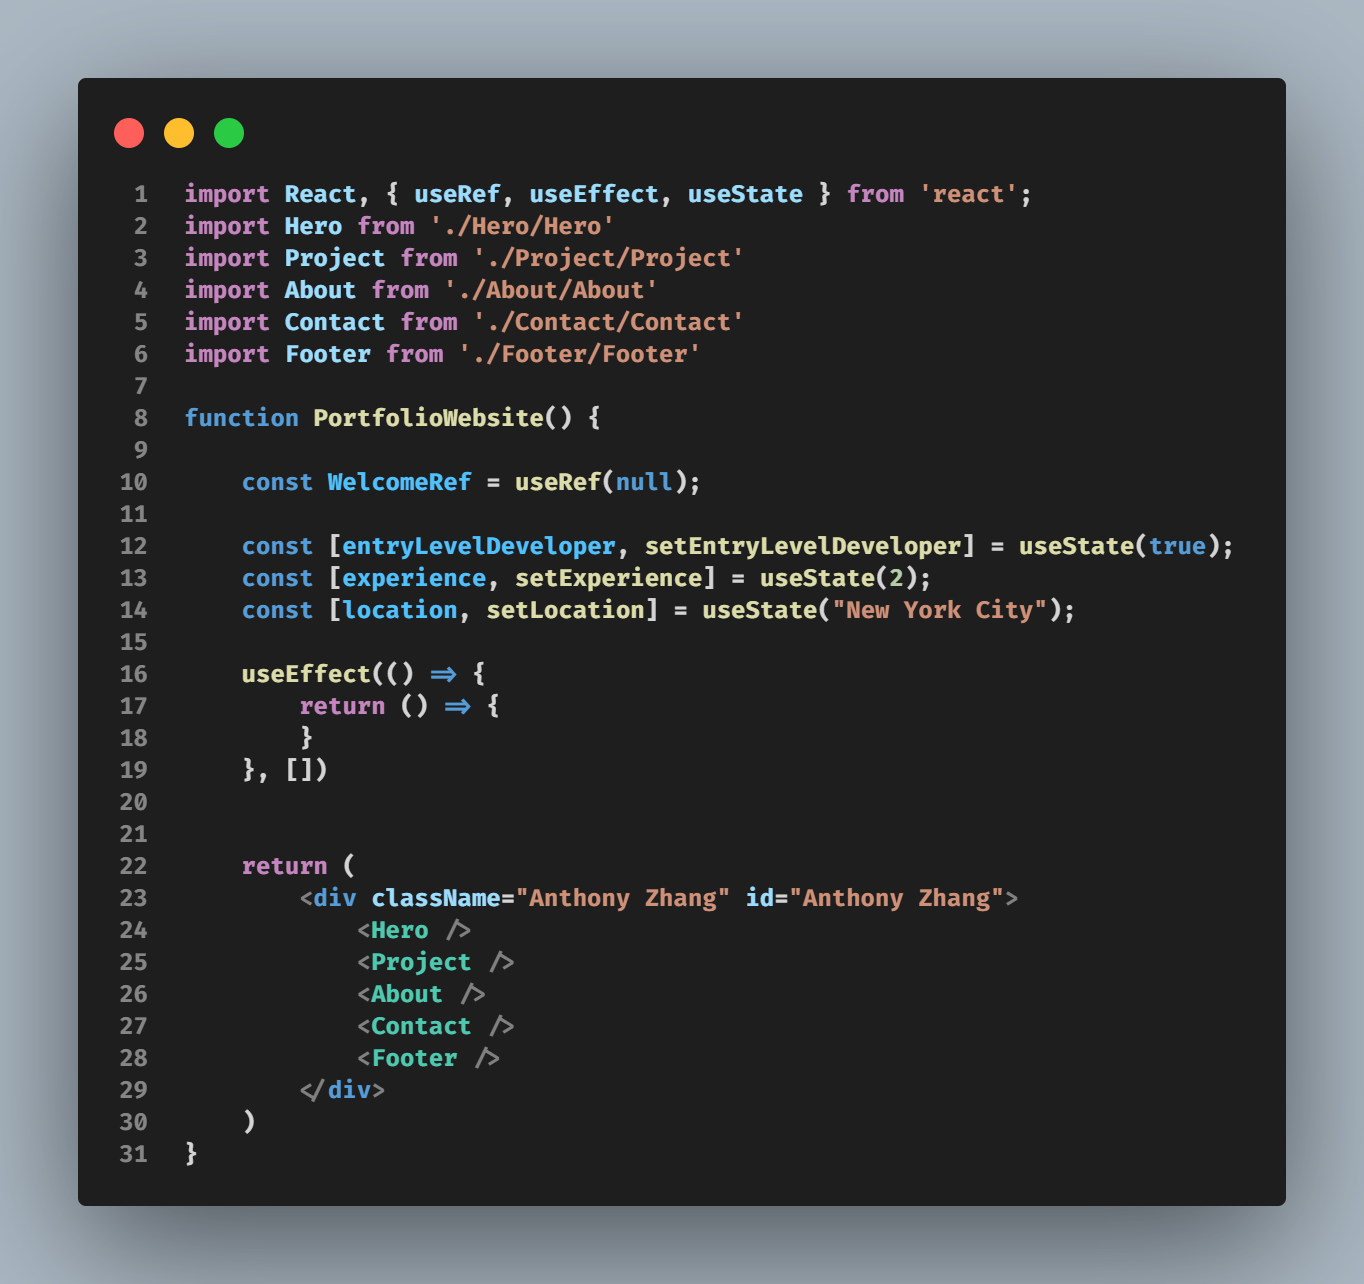 1 import React, { useRef, useEffect, useState } from 'react';
2 import Hero from './Hero/Hero'
3 import Project from './Project/Project'
4 import About from './About/About'
5 import Contact from './Contact/Contact'
6 import Footer from './Footer/Footer'
7
8 function PortfolioWebsite() {
9
10     const WelcomeRef = useRef(null);
11
12     const [entryLevelDeveloper, setEntryLevelDeveloper] = useState(true);
13     const [experience, setExperience] = useState(2);
14     const [location, setLocation] = useState("New York City");
15
16     useEffect(() => {
17         return () => {
18         }
19     }, [])
20
21
22     return (
23         <div className="Anthony Zhang" id="Anthony Zhang">
24             <Hero />
25             <Project />
26             <About />
27             <Contact />
28             <Footer />
29         </div>
30     )
31 }